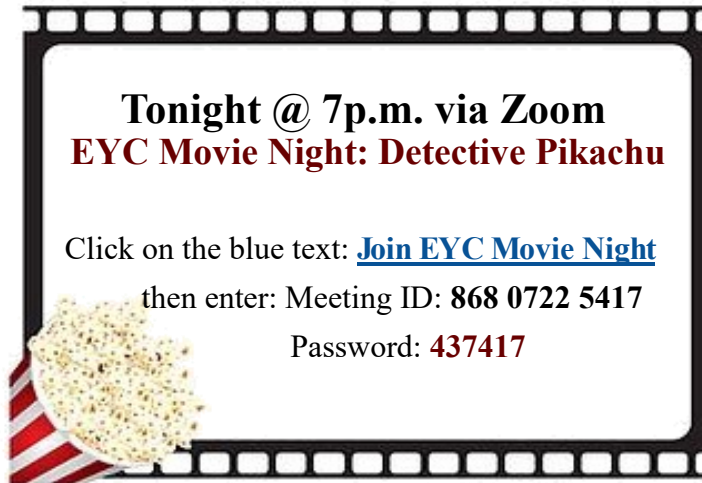 Tonight @ 7p.m. via Zoom
EYC Movie Night: Detective Pikachu
Click on the blue text: Join EYC Movie Night
then enter: Meeting ID: 868 0722 5417
Password: 437417